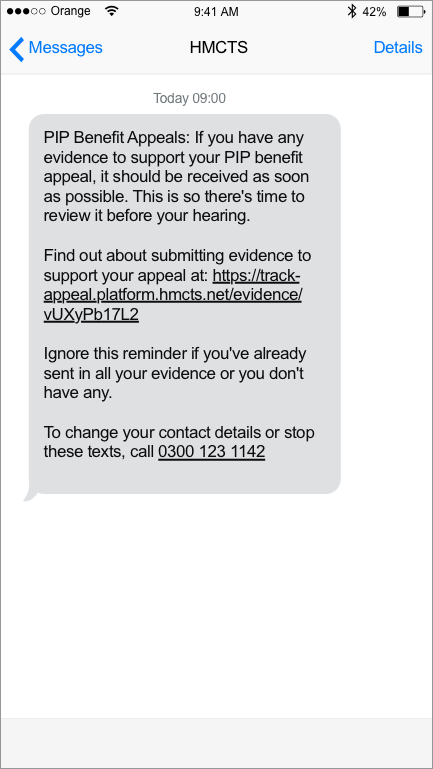 Orange 9:41 AM 42%
Messages HMCTS Details
Today 09:00
PIP Benefit Appeals: If you have any
evidence to support your PIP benefit
appeal, it should be received as soon
as possible. This is so there's time to
review it before your hearing.
Find out about submitting evidence to
support your appeal at: https://track-
appeal.platform.hmcts.net/evidence/
vUXyPb17L2
Ignore this reminder if you've already
sent in all your evidence or you don't
have any.
To change your contact details or stop
these texts, call 0300 123 1142